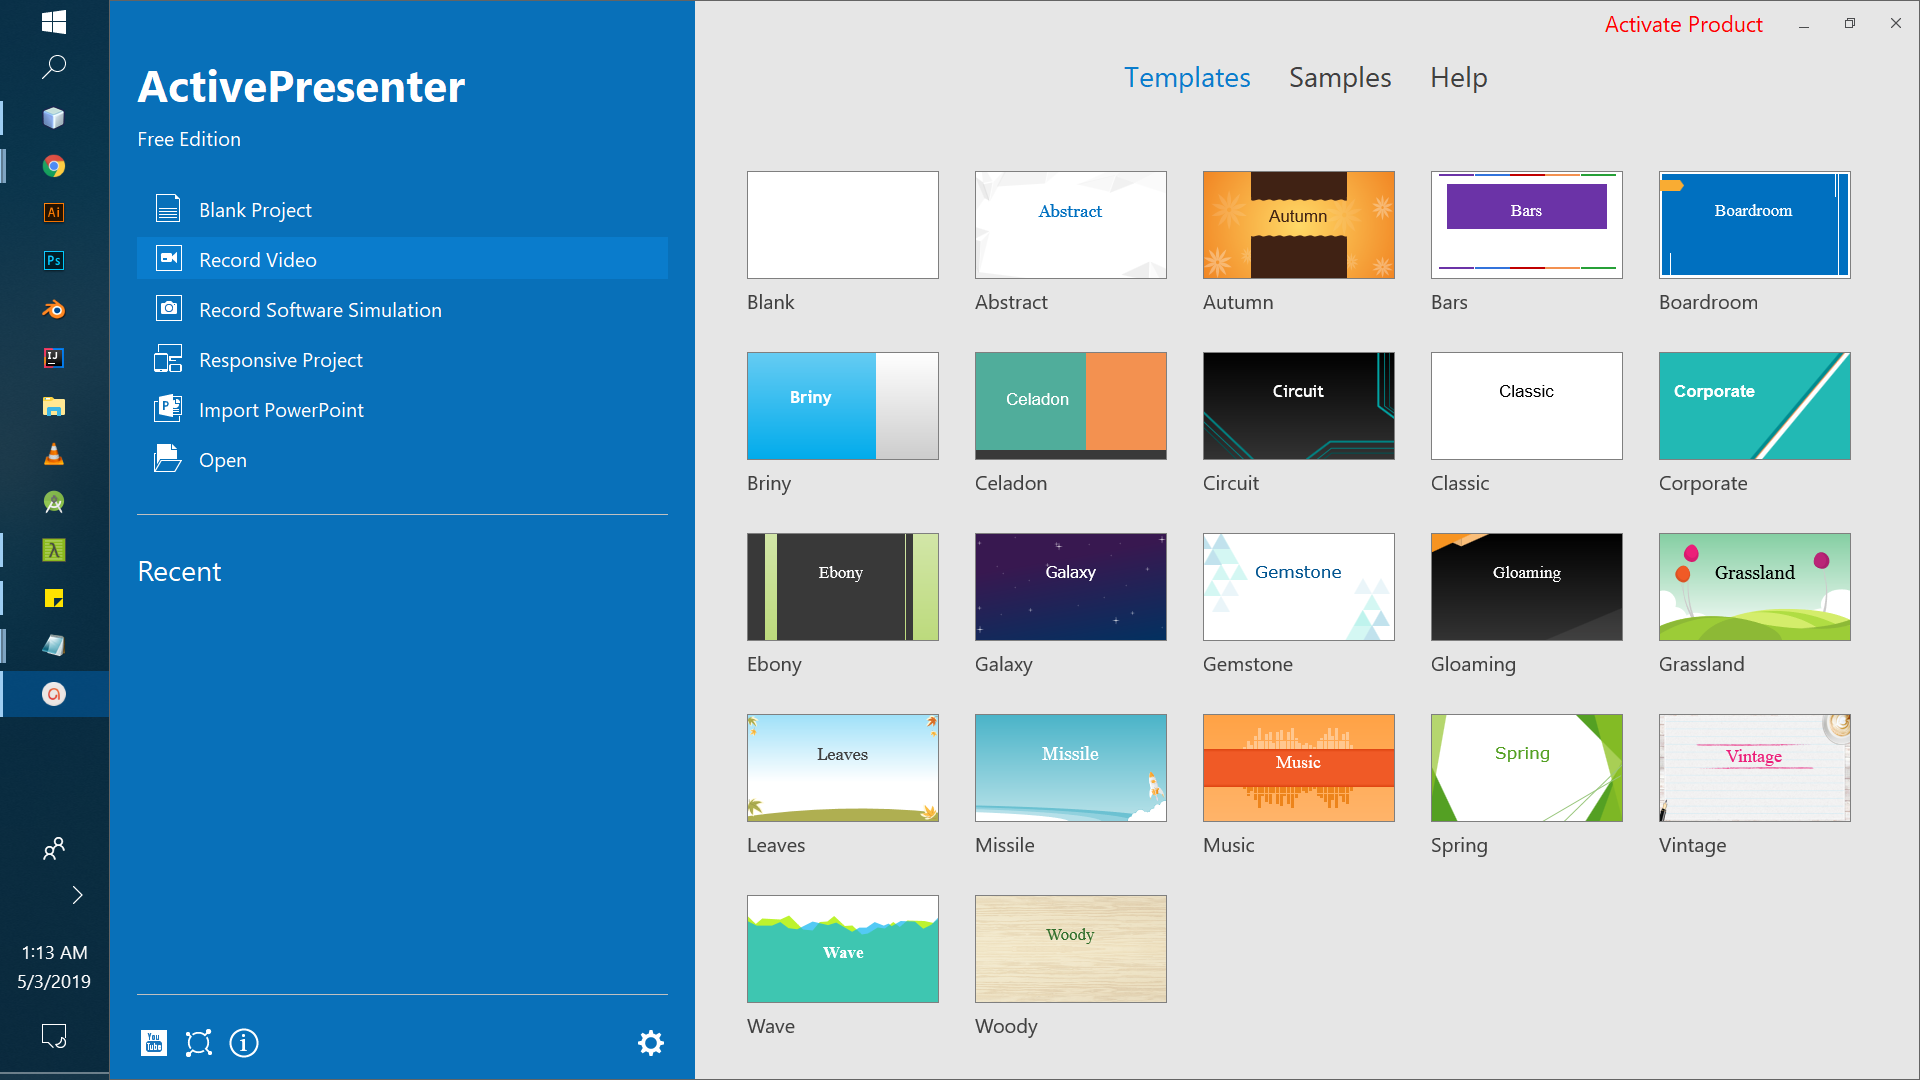 Activate Product
ActivePresenter
Free Edition
Blank Project
Record Video
Record Software Simulation
Responsive Project
Import PowerPoint
Open
Recent
Templates Samples Help
Abstract
Autumn
Bars
Boardroom
Blank
Abstract
Autumn
Bars
Boardroom
Briny
Celadon
Circuit
Classic
Corporate
Briny
Celadon
Circuit
Classic
Corporate
Ebony
Galaxy
Gemstone
Gloaming
Grassland
Ebony
Galaxy
Gemstone
Gloaming
Grassland
Leaves
Missile
Music
Spring
Vintage
Leaves
Missile
Music
Spring
Vintage
Wave
Woody
Wave
Woody
Ai
Ps
IJ
λ
1:13 AM
5/3/2019
You
Tube